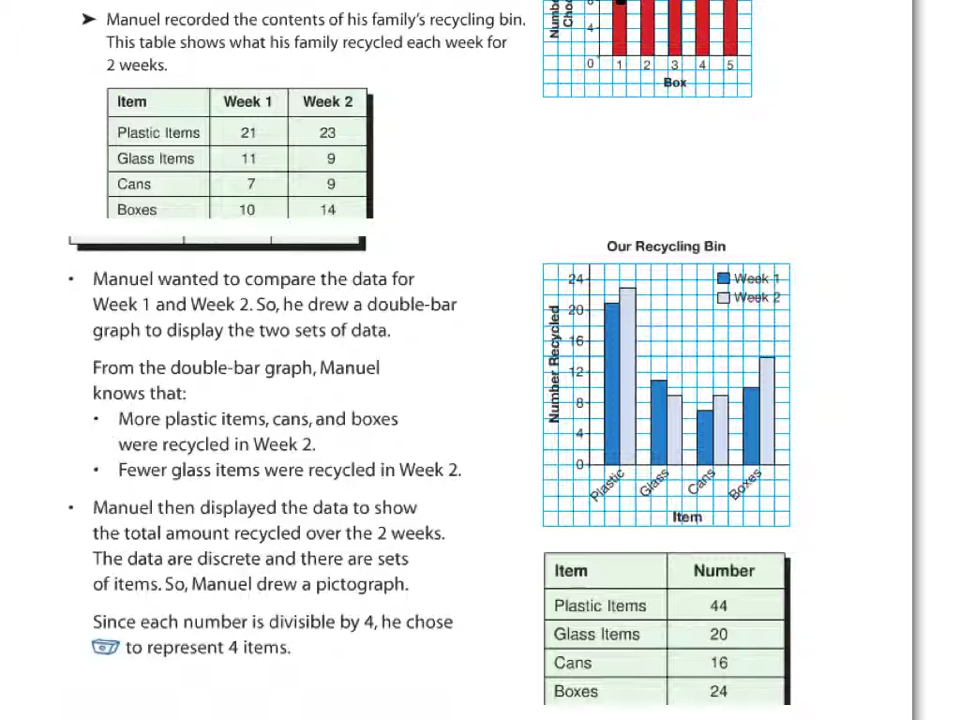 ➤ Manuel recorded the contents of his family's recycling bin.
This table shows what his family recycled each week for
2 weeks.
Item Week 1 Week 2
Plastic Items 21 23
Glass Items 11 9
Cans 7 9
Boxes 10 14
4
0 1 2 3 4 5
Box
• Manuel wanted to compare the data for
Week 1 and Week 2. So, he drew a double-bar
graph to display the two sets of data.
From the double-bar graph, Manuel
knows that:
• More plastic items, cans, and boxes
were recycled in Week 2.
• Fewer glass items were recycled in Week 2.
• Manuel then displayed the data to show
the total amount recycled over the 2 weeks.
The data are discrete and there are sets
of items. So, Manuel drew a pictograph.
Since each number is divisible by 4, he chose
to represent 4 items.
Our Recycling Bin
Week 1
Week 2
Number Recycled
24
20
16
12
8
4
0
Plastic Glass Cans Boxes
Item
Item Number
Plastic Items 44
Glass Items 20
Cans 16
Boxes 24